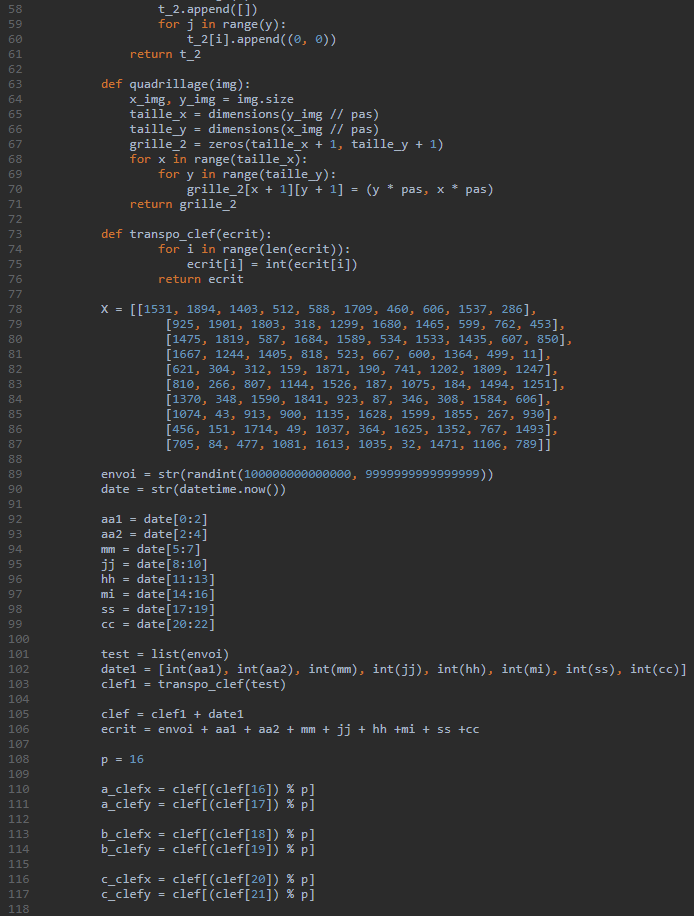 58 t_2.append([])
59 for j in range(y):
60 t_2[i].append((0, 0))
61 return t_2
62
63 def quadrillage(img):
64 x_img, y_img = img.size
65 taille_x = dimensions(y_img // pas)
66 taille_y = dimensions(x_img // pas)
67 grille_2 = zeros(taille_x + 1, taille_y + 1)
68 for x in range(taille_x):
69 for y in range(taille_y):
70 grille_2[x + 1][y + 1] = (y * pas, x * pas)
71 return grille_2
72
73 def transpo_clef(ecrit):
74 for i in range(len(ecrit)):
75 ecrit[i] = int(ecrit[i])
76 return ecrit
77
78 X = [[1531, 1894, 1403, 512, 588, 1709, 460, 606, 1537, 286],
79 [925, 1901, 1803, 318, 1299, 1680, 1465, 599, 762, 453],
80 [1475, 1819, 587, 1684, 1589, 534, 1533, 1435, 607, 850],
81 [1667, 1244, 1405, 818, 523, 667, 600, 1364, 499, 11],
82 [621, 304, 312, 159, 1871, 190, 741, 1202, 1809, 1247],
83 [810, 266, 807, 1144, 1526, 187, 1075, 184, 1494, 1251],
84 [1370, 348, 1590, 1841, 923, 87, 346, 308, 1584, 606],
85 [1074, 43, 913, 900, 1135, 1628, 1599, 1855, 267, 930],
86 [456, 151, 1714, 49, 1037, 364, 1625, 1352, 767, 1493],
87 [705, 84, 477, 1081, 1613, 1035, 32, 1471, 1106, 789]]
88
89 envoi = str(randint(100000000000000, 9999999999999999))
90 date = str(datetime.now())
91
92 aa1 = date[0:2]
93 aa2 = date[2:4]
94 mm = date[5:7]
95 jj = date[8:10]
96 hh = date[11:13]
97 mi = date[14:16]
98 ss = date[17:19]
99 cc = date[20:22]
100
101 test = list(envoi)
102 date1 = [int(aa1), int(aa2), int(mm), int(jj), int(hh), int(mi), int(ss), int(cc)]
103 clef1 = transpo_clef(test)
104
105 clef = clef1 + date1
106 ecrit = envoi + aa1 + aa2 + mm + jj + hh +mi + ss +cc
107
108 p = 16
109
110 a_clefx = clef[(clef[16]) % p]
111 a_clefy = clef[(clef[17]) % p]
112
113 b_clefx = clef[(clef[18]) % p]
114 b_clefy = clef[(clef[19]) % p]
115
116 c_clefx = clef[(clef[20]) % p]
117 c_clefy = clef[(clef[21]) % p]
118